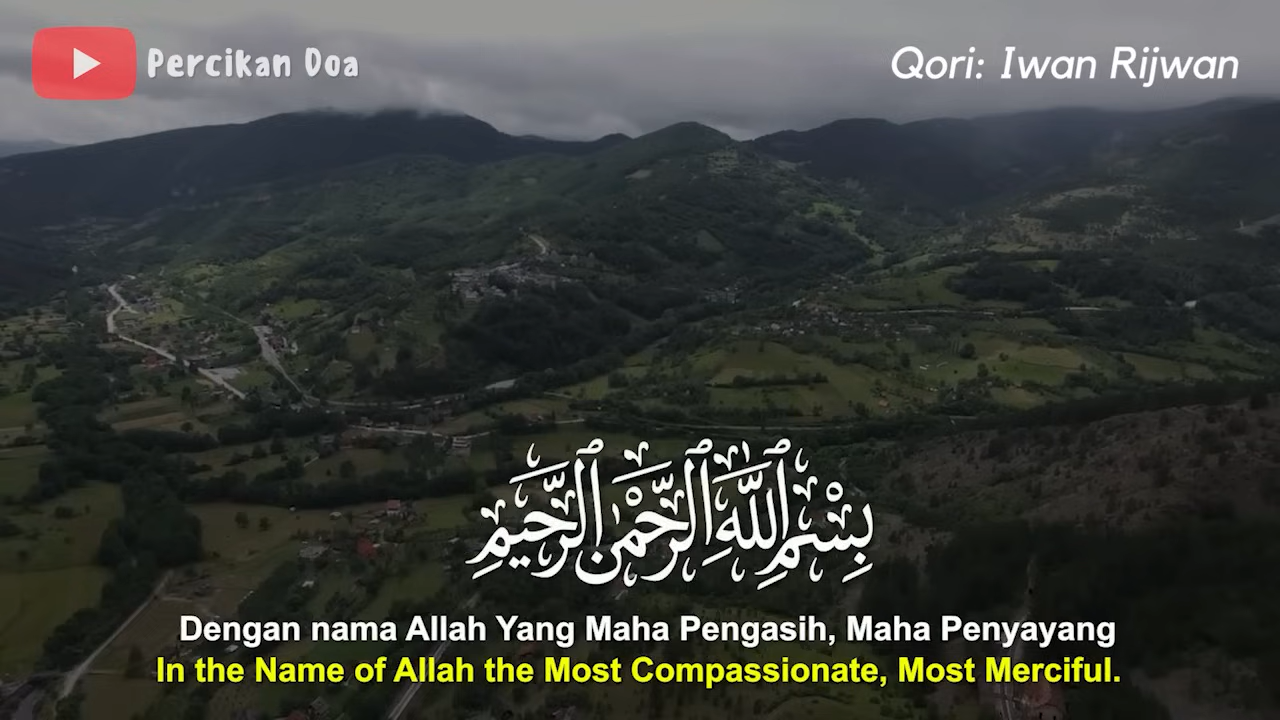 Percikan Doa
Qori: Iwan Rijwan
بِسْمِ اللَّهِ الرَّحْمَٰنِ الرَّحِيمِ
Dengan nama Allah Yang Maha Pengasih, Maha Penyayang
In the Name of Allah the Most Compassionate, Most Merciful.